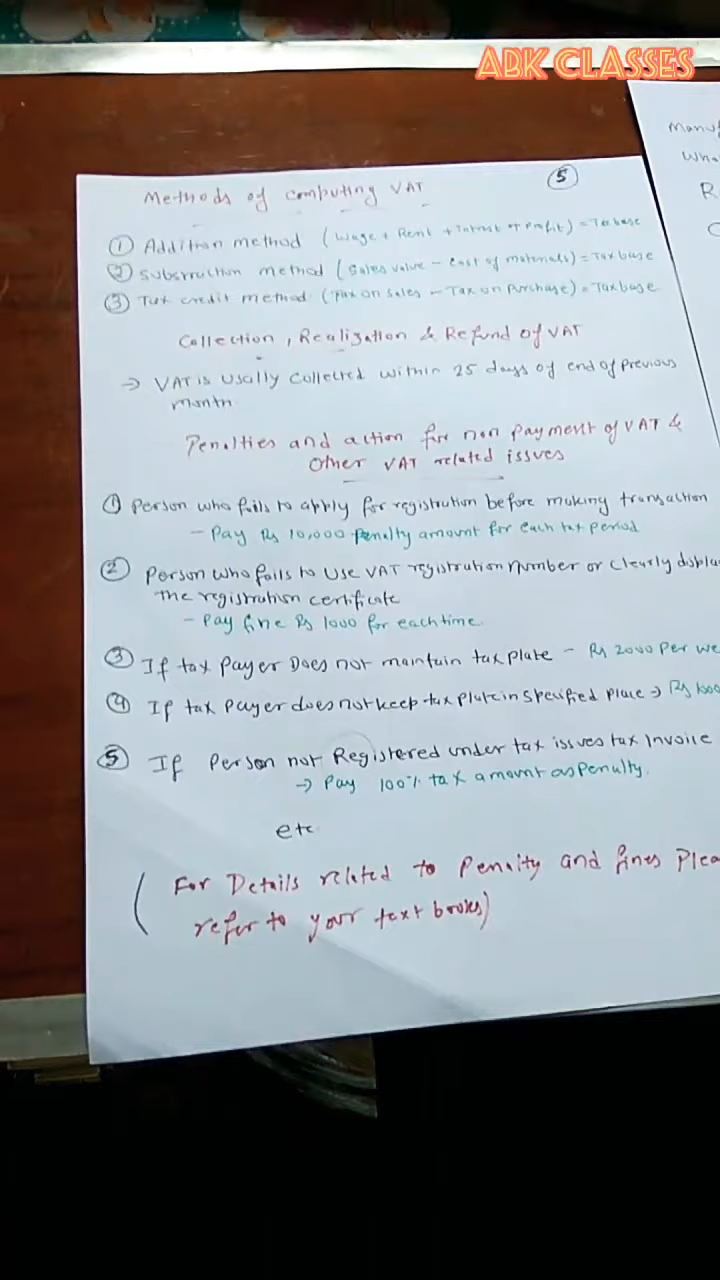 ABK CLASSES
Manuf
Who
R
Methods of computing VAT
5
① Addition method (Wage + Rent + Interest + Profit) = Taxbase
② Substruction method (Sales value - Cost of materials) = Taxbase
③ Tax credit method (Tax on sales - Tax on Purchase) = Taxbase
Collection, Realization & Refund of VAT
→ VAT is Usally Collected within 25 days of end of Previous
month
Penalties and action for non payment of VAT &
Other VAT related issues
① Person who fails to apply for registration before making transaction
- Pay Rs 10,000 Penalty amount for each tax period
② Person who fails to Use VAT registration Number or Clearly displa
the registration certificate
- Pay fine Rs 1000 for each time.
③ If tax Payer Does not maintain tax plate - Rs 2000 Per we
④ If tax Payer does not keep tax plate in specified place → Rs 1000
⑤ If Person not Registered under tax issues tax Invoice
→ Pay 100% tax amount as Penalty.
etc
(For Details related to Penalty and fines Plea
refer to your text books)